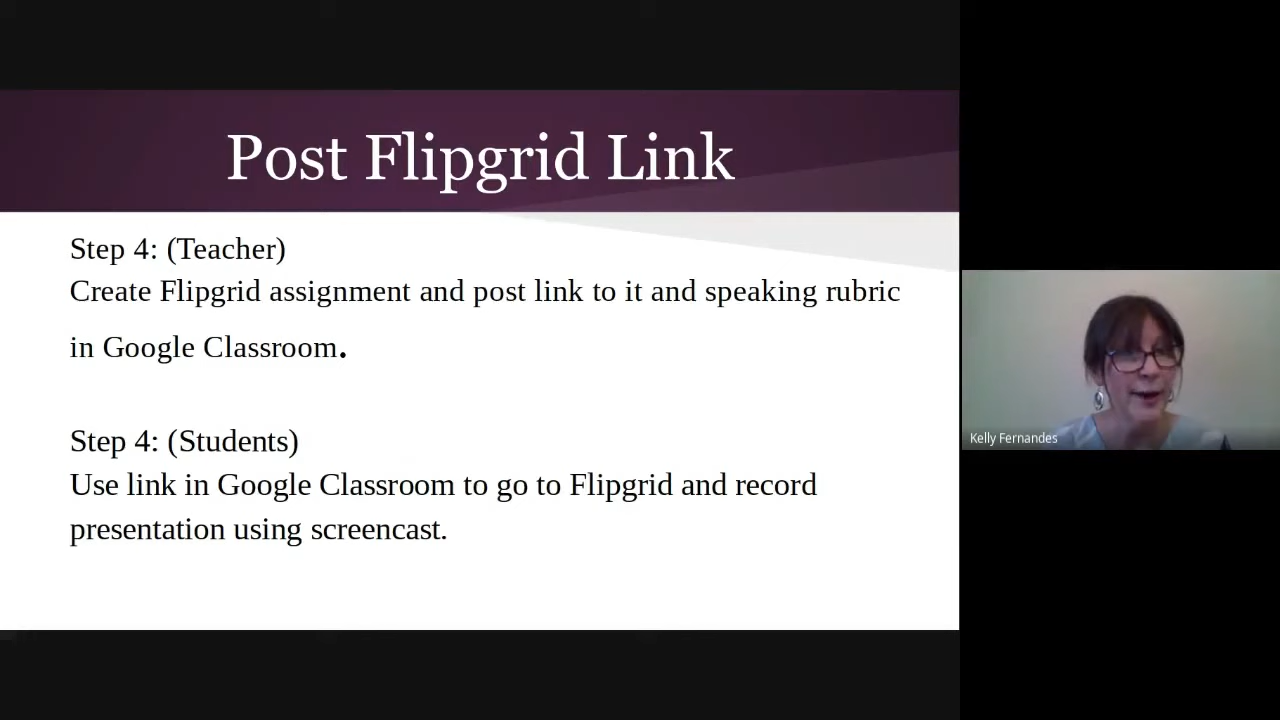 Post Flipgrid Link
Step 4: (Teacher)
Create Flipgrid assignment and post link to it and speaking rubric
in Google Classroom.
Step 4: (Students)
Use link in Google Classroom to go to Flipgrid and record
presentation using screencast.
Kelly Fernandes